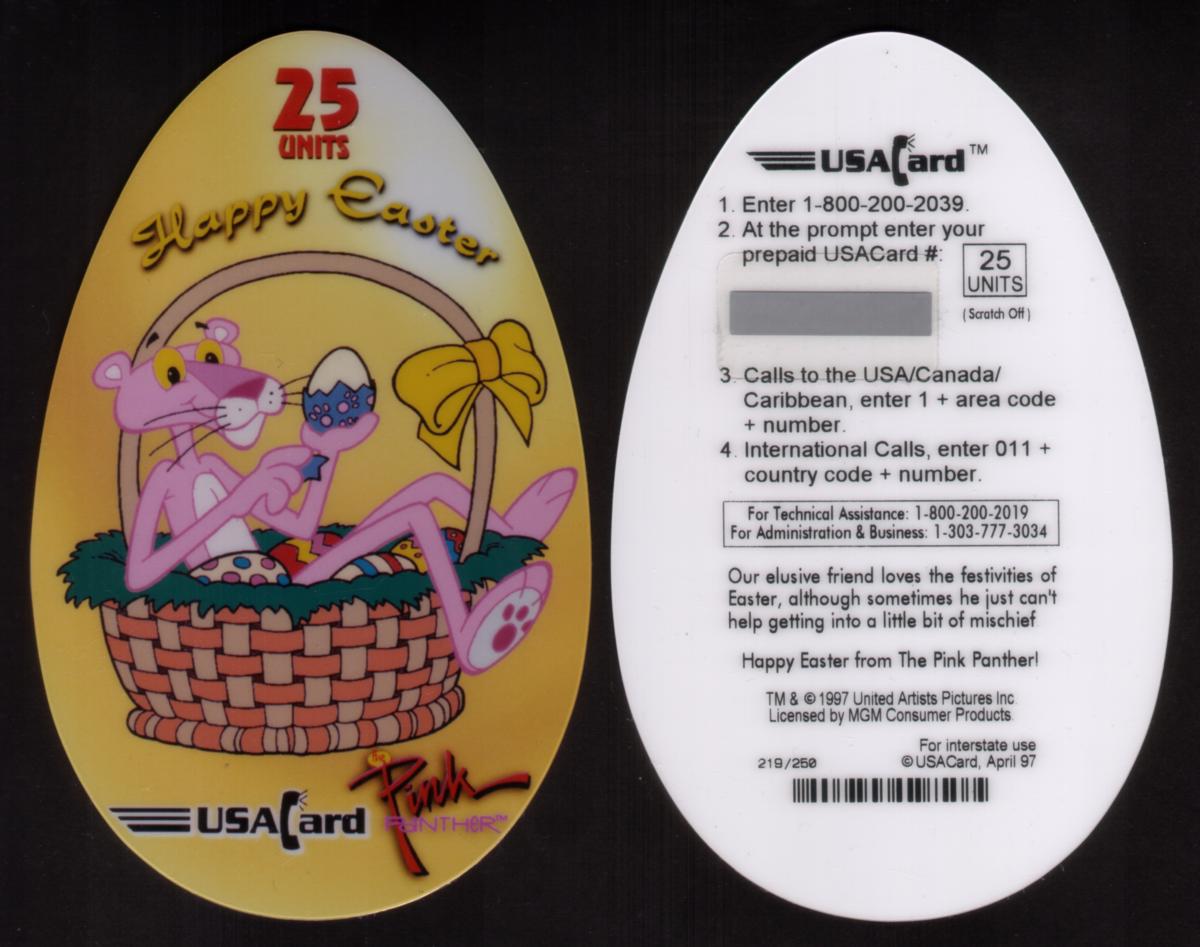 25
UNITS
Happy Easter
USACard
The
Pink
PANTHER™
USACard™
1. Enter 1-800-200-2039.
2. At the prompt enter your
prepaid USACard #:
25
UNITS
(Scratch Off)
3. Calls to the USA/Canada/
Caribbean, enter 1 + area code
+ number.
4. International Calls, enter 011 +
country code + number.
For Technical Assistance: 1-800-200-2019
For Administration & Business: 1-303-777-3034
Our elusive friend loves the festivities of
Easter, although sometimes he just can't
help getting into a little bit of mischief
Happy Easter from The Pink Panther!
TM & © 1997 United Artists Pictures Inc.
Licensed by MGM Consumer Products.
For interstate use
219/250 © USACard, April 97